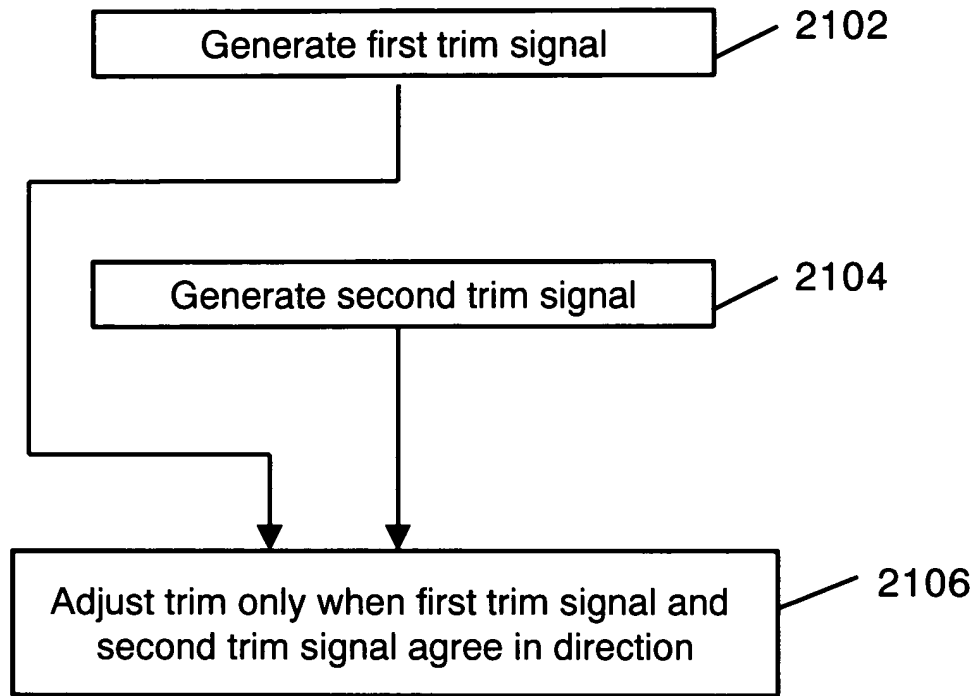 Generate first trim signal
2102
Generate second trim signal
2104
Adjust trim only when first trim signal and
second trim signal agree in direction
2106